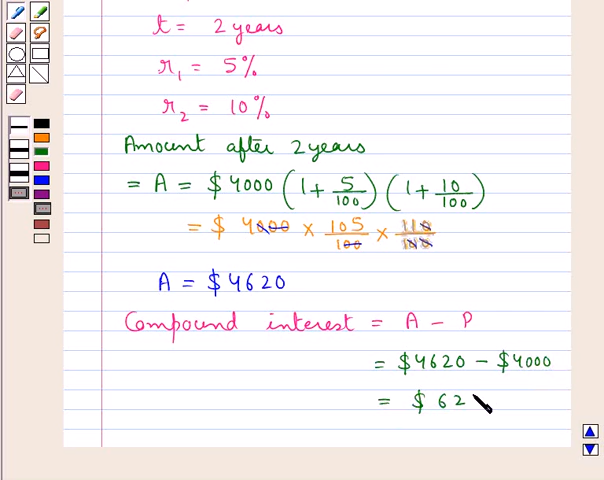 t = 2 years
r₁ = 5%
r₂ = 10%
Amount after 2 years
= A = $ 4000 (1 + 5/100) (1 + 10/100)
= $ 4000 × 105/100 × 110/100
A = $ 4620
Compound interest = A - P
= $ 4620 - $ 4000
= $ 62